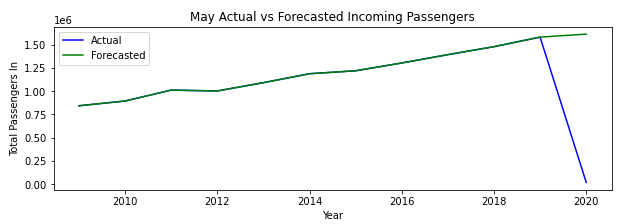 May Actual vs Forecasted Incoming Passengers
1e6
Actual
Forecasted
1.50
1.25
1.00
0.75
0.50
0.25
0.00
Total Passengers In
2010 2012 2014 2016 2018 2020
Year